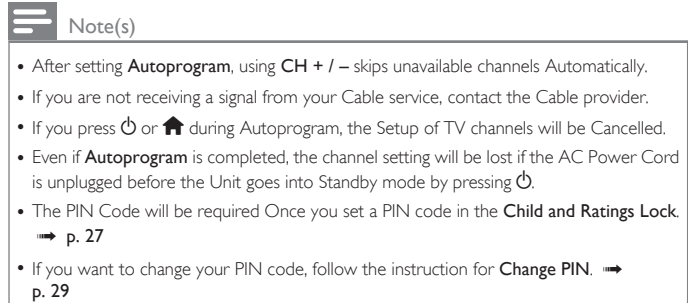 Note(s)
• After setting Autoprogram, using CH + / − skips unavailable channels Automatically.
• If you are not receiving a signal from your Cable service, contact the Cable provider.
• If you press ⏻ or 🏠 during Autoprogram, the Setup of TV channels will be Cancelled.
• Even if Autoprogram is completed, the channel setting will be lost if the AC Power Cord
is unplugged before the Unit goes into Standby mode by pressing ⏻.
• The PIN Code will be required Once you set a PIN code in the Child and Ratings Lock.
➟ p. 27
• If you want to change your PIN code, follow the instruction for Change PIN. ➟
p. 29